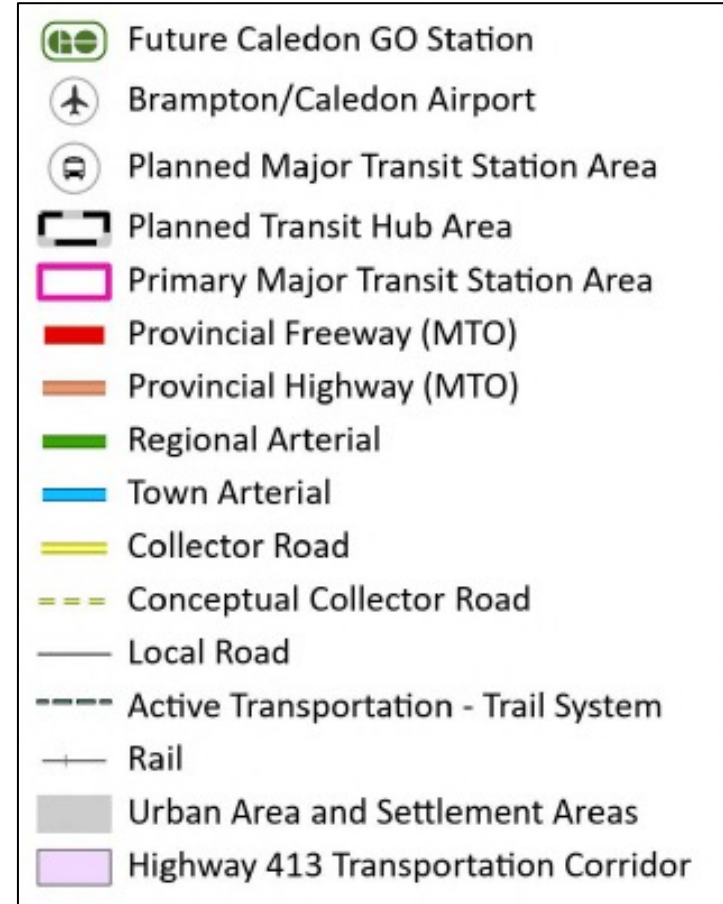 GO Future Caledon GO Station
Brampton/Caledon Airport
Planned Major Transit Station Area
Planned Transit Hub Area
Primary Major Transit Station Area
Provincial Freeway (MTO)
Provincial Highway (MTO)
Regional Arterial
Town Arterial
Collector Road
Conceptual Collector Road
Local Road
Active Transportation - Trail System
Rail
Urban Area and Settlement Areas
Highway 413 Transportation Corridor